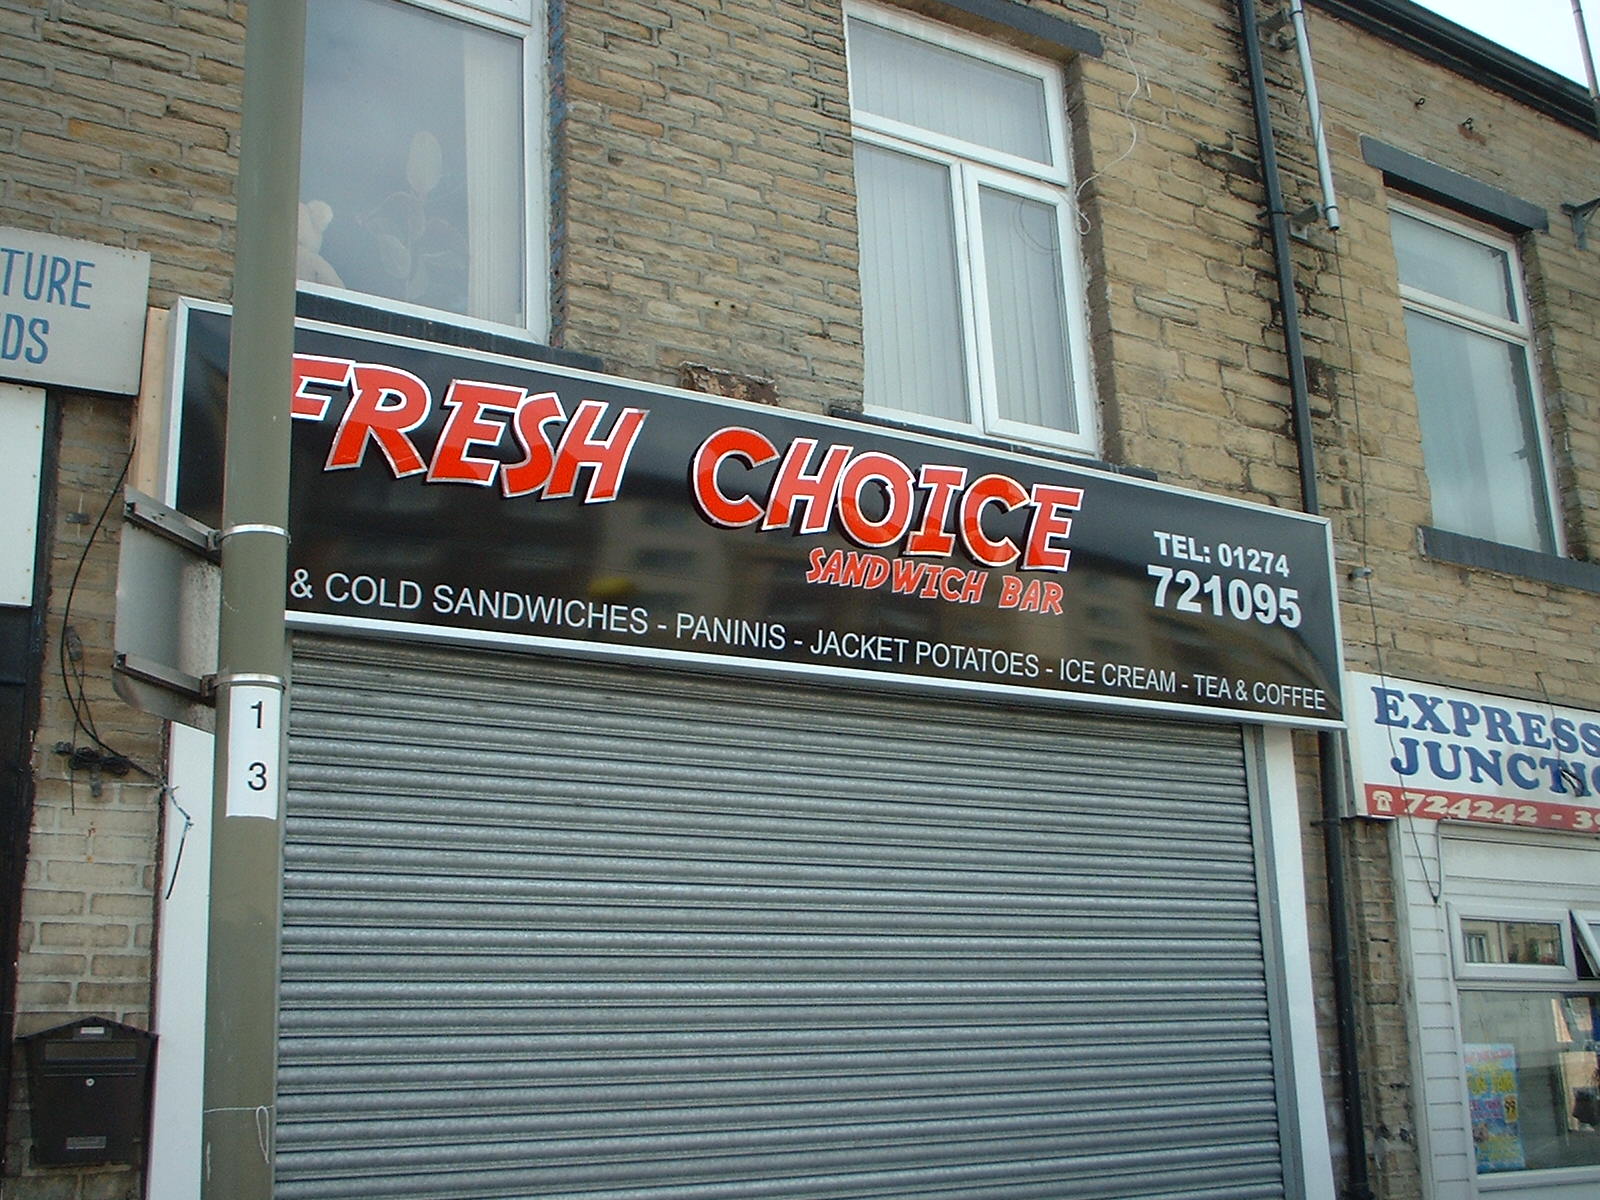 TURE
DS
FRESH CHOICE
SANDWICH BAR
TEL: 01274
721095
& COLD SANDWICHES - PANINIS - JACKET POTATOES - ICE CREAM - TEA & COFFEE
1
3
EXPRESS
JUNCTIO
724242 - 39